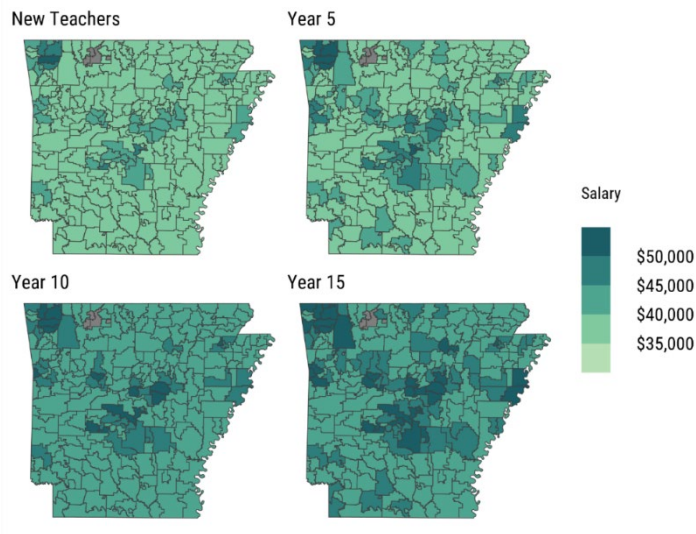 New Teachers
Year 5
Salary
$50,000
$45,000
$40,000
$35,000
Year 10
Year 15